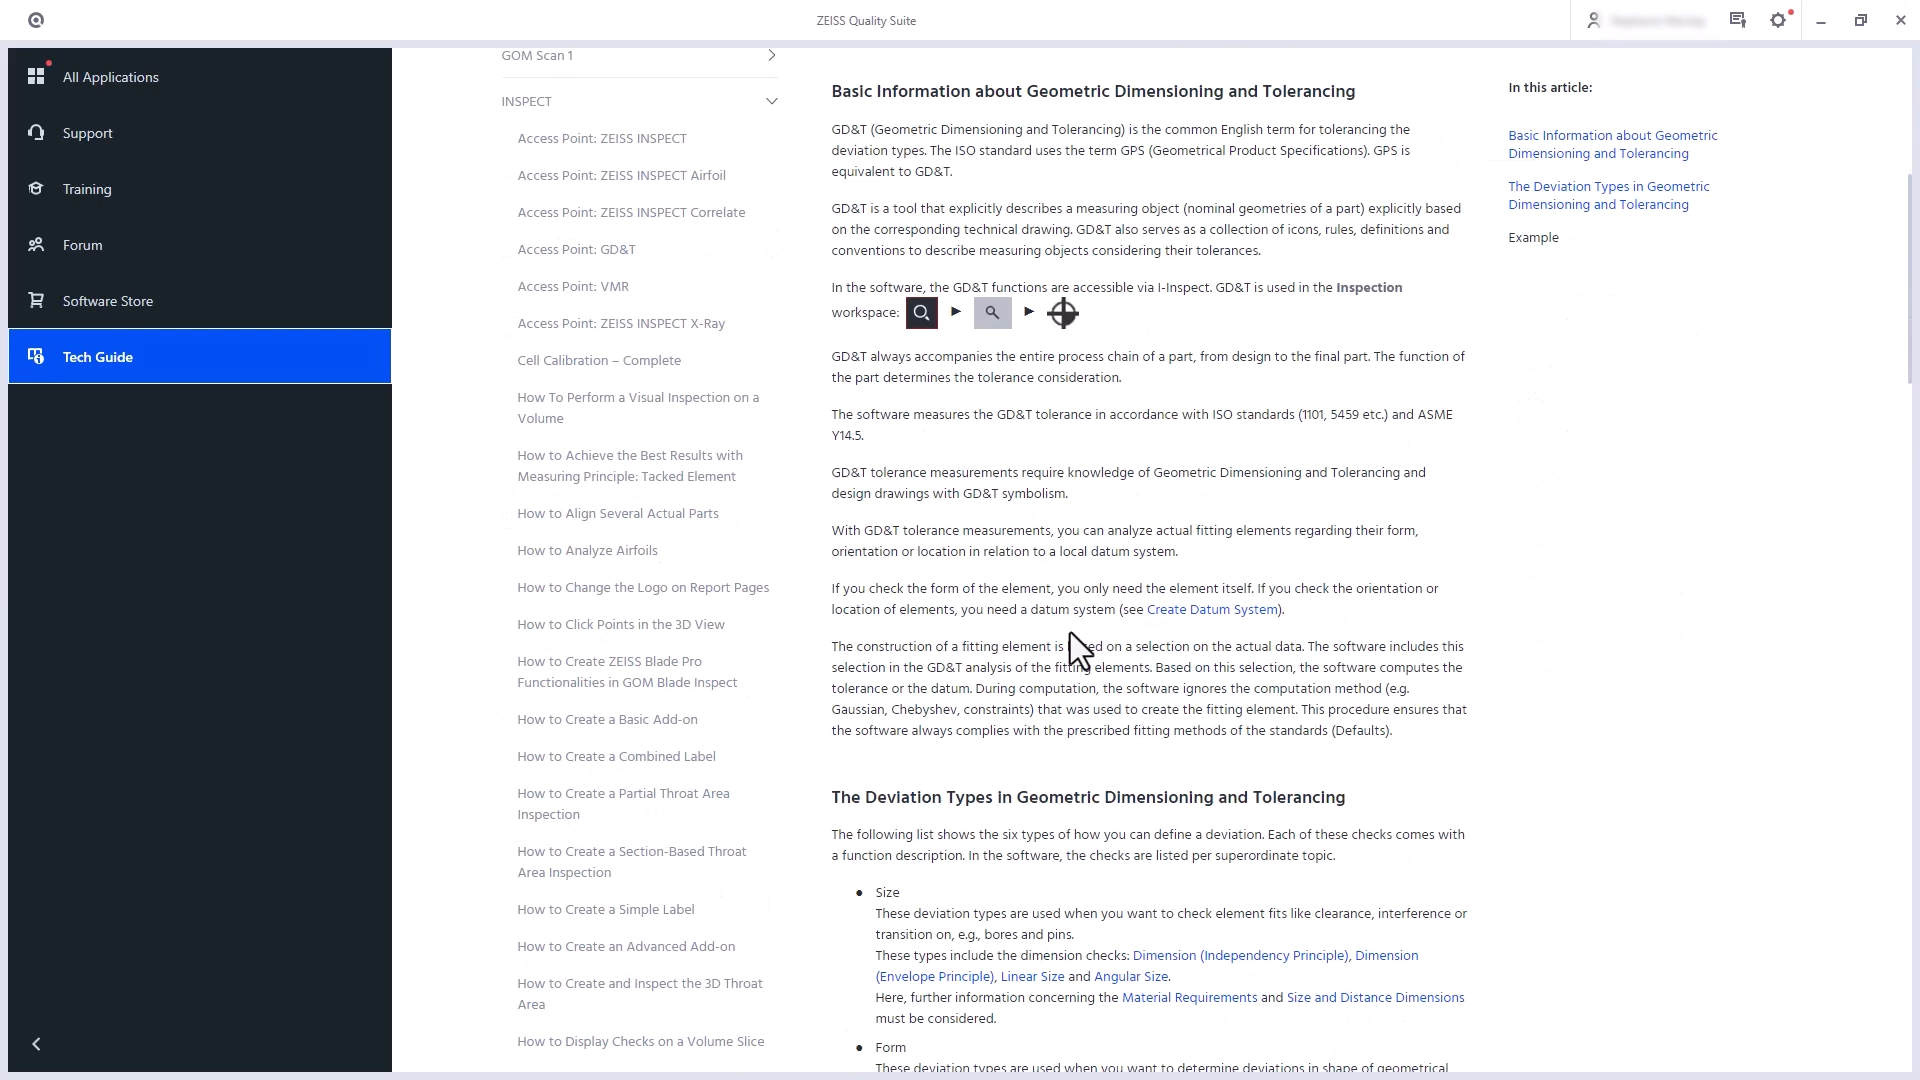 ZEISS Quality Suite
All Applications
Support
Training
Forum
Software Store
Tech Guide
GOM Scan 1
INSPECT
Access Point: ZEISS INSPECT
Access Point: ZEISS INSPECT Airfoil
Access Point: ZEISS INSPECT Correlate
Access Point: GD&T
Access Point: VMR
Access Point: ZEISS INSPECT X-Ray
Cell Calibration – Complete
How To Perform a Visual Inspection on a
Volume
How to Achieve the Best Results with
Measuring Principle: Tacked Element
How to Align Several Actual Parts
How to Analyze Airfoils
How to Change the Logo on Report Pages
How to Click Points in the 3D View
How to Create ZEISS Blade Pro
Functionalities in GOM Blade Inspect
How to Create a Basic Add-on
How to Create a Combined Label
How to Create a Partial Throat Area
Inspection
How to Create a Section-Based Throat
Area Inspection
How to Create a Simple Label
How to Create an Advanced Add-on
How to Create and Inspect the 3D Throat
Area
How to Display Checks on a Volume Slice
Basic Information about Geometric Dimensioning and Tolerancing
GD&T (Geometric Dimensioning and Tolerancing) is the common English term for tolerancing the
deviation types. The ISO standard uses the term GPS (Geometrical Product Specifications). GPS is
equivalent to GD&T.
GD&T is a tool that explicitly describes a measuring object (nominal geometries of a part) explicitly based
on the corresponding technical drawing. GD&T also serves as a collection of icons, rules, definitions and
conventions to describe measuring objects considering their tolerances.
In the software, the GD&T functions are accessible via I-Inspect. GD&T is used in the Inspection
workspace:
GD&T always accompanies the entire process chain of a part, from design to the final part. The function of
the part determines the tolerance consideration.
The software measures the GD&T tolerance in accordance with ISO standards (1101, 5459 etc.) and ASME
Y14.5.
GD&T tolerance measurements require knowledge of Geometric Dimensioning and Tolerancing and
design drawings with GD&T symbolism.
With GD&T tolerance measurements, you can analyze actual fitting elements regarding their form,
orientation or location in relation to a local datum system.
If you check the form of the element, you only need the element itself. If you check the orientation or
location of elements, you need a datum system (see Create Datum System).
The construction of a fitting element is on a selection on the actual data. The software includes this
selection in the GD&T analysis of the fitting elements. Based on this selection, the software computes the
tolerance or the datum. During computation, the software ignores the computation method (e.g.
Gaussian, Chebyshev, constraints) that was used to create the fitting element. This procedure ensures that
the software always complies with the prescribed fitting methods of the standards (Defaults).
The Deviation Types in Geometric Dimensioning and Tolerancing
The following list shows the six types of how you can define a deviation. Each of these checks comes with
a function description. In the software, the checks are listed per superordinate topic.
● Size
These deviation types are used when you want to check element fits like clearance, interference or
transition on, e.g., bores and pins.
These types include the dimension checks: Dimension (Independency Principle), Dimension
(Envelope Principle), Linear Size and Angular Size.
Here, further information concerning the Material Requirements and Size and Distance Dimensions
must be considered.
● Form
These deviation types are used when you want to determine deviations in shape of geometrical
In this article:
Basic Information about Geometric
Dimensioning and Tolerancing
The Deviation Types in Geometric
Dimensioning and Tolerancing
Example